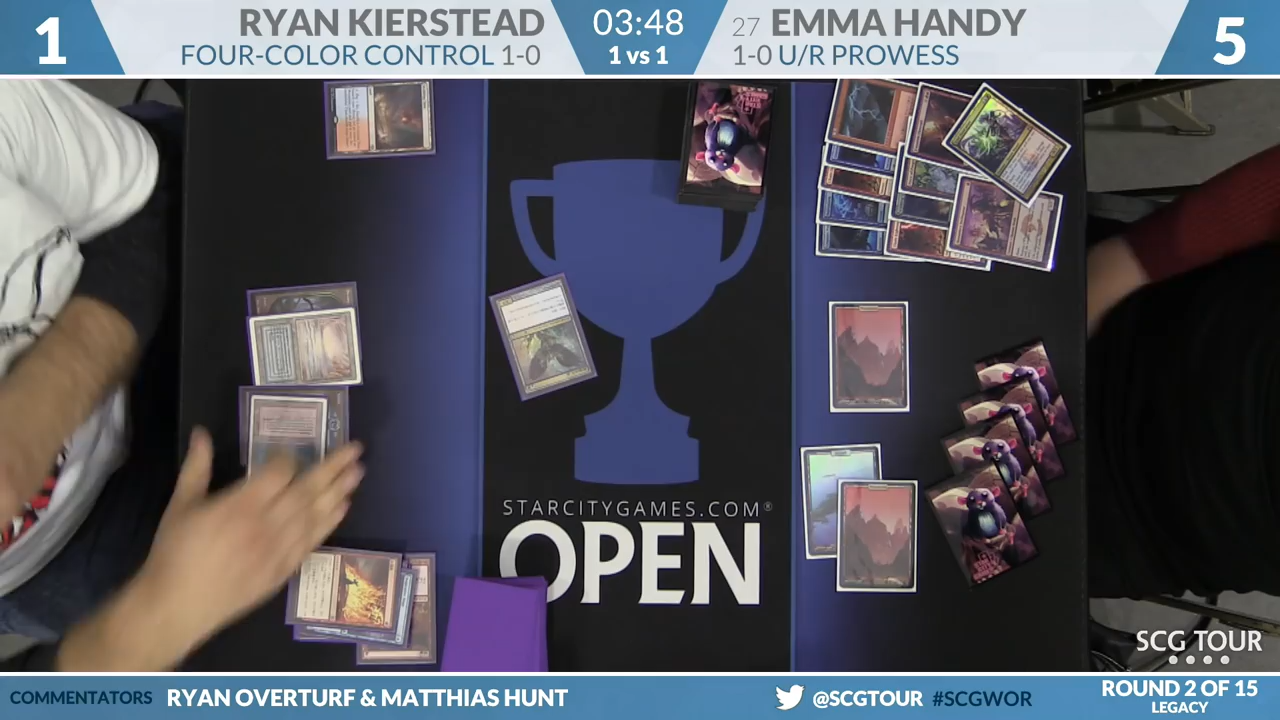 1
RYAN KIERSTEAD
FOUR-COLOR CONTROL 1-0
03:48
1 vs 1
27 EMMA HANDY
1-0 U/R PROWESS
5
STARCITYGAMES.COM®
OPEN
SCG TOUR
COMMENTATORS RYAN OVERTURF & MATTHIAS HUNT
@SCGTOUR #SCGWOR
ROUND 2 OF 15
LEGACY